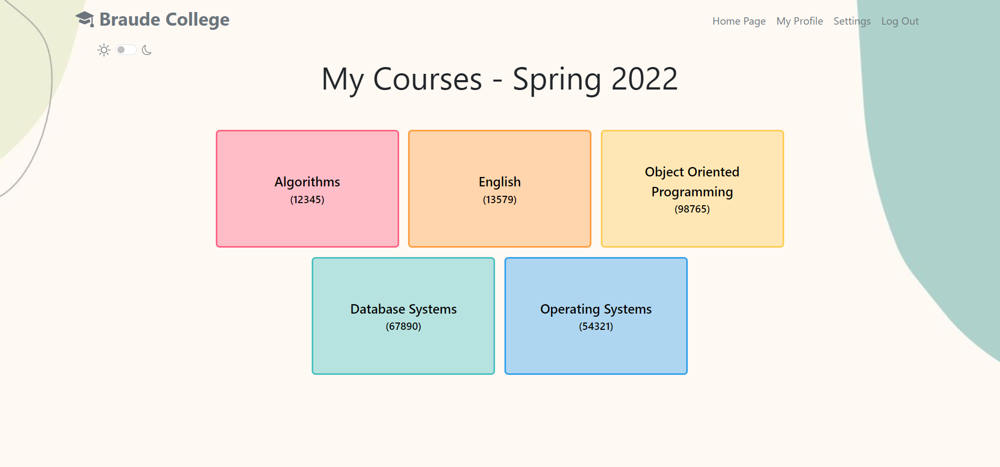 Braude College
Home Page My Profile Settings Log Out
My Courses - Spring 2022
Algorithms
(12345)
English
(13579)
Object Oriented
Programming
(98765)
Database Systems
(67890)
Operating Systems
(54321)